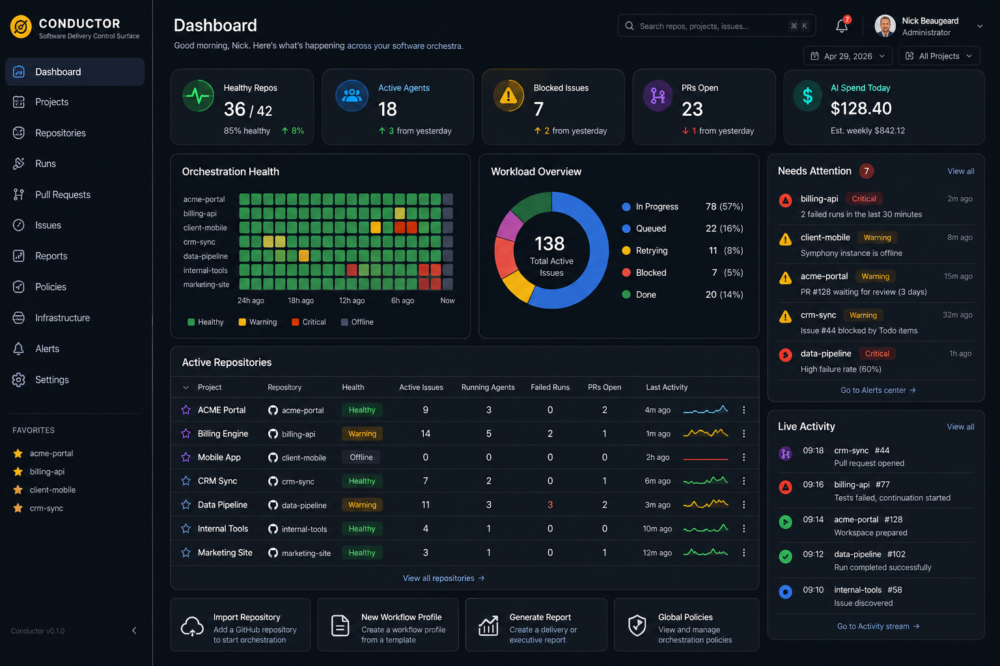 CONDUCTOR
Software Delivery Control Surface
Dashboard
Projects
Repositories
Runs
Pull Requests
Issues
Reports
Policies
Infrastructure
Alerts
Settings
FAVORITES
acme-portal
billing-api
client-mobile
crm-sync
Conductor v0.1.0
Dashboard
Good morning, Nick. Here's what's happening across your software orchestra.
Search repos, projects, issues... ⌘ K
7
Nick Beaugeard
Administrator
Apr 29, 2026
All Projects
Healthy Repos
36 / 42
85% healthy ↑ 8%
Active Agents
18
↑ 3 from yesterday
Blocked Issues
7
↑ 2 from yesterday
PRs Open
23
↓ 1 from yesterday
$
AI Spend Today
$128.40
Est. weekly $842.12
Orchestration Health
acme-portal
billing-api
client-mobile
crm-sync
data-pipeline
internal-tools
marketing-site
24h ago 18h ago 12h ago 6h ago Now
Healthy Warning Critical Offline
Workload Overview
138
Total Active
Issues
In Progress 78 (57%)
Queued 22 (16%)
Retrying 11 (8%)
Blocked 7 (5%)
Done 20 (14%)
Needs Attention 7 View all
billing-api Critical 2m ago
2 failed runs in the last 30 minutes
client-mobile Warning 8m ago
Symphony instance is offline
acme-portal Warning 15m ago
PR #128 waiting for review (3 days)
crm-sync Warning 32m ago
Issue #44 blocked by Todo items
data-pipeline Critical 1h ago
High failure rate (60%)
Go to Alerts center →
Active Repositories
Project Repository Health Active Issues Running Agents Failed Runs PRs Open Last Activity
ACME Portal acme-portal Healthy 9 3 0 2 4m ago
Billing Engine billing-api Warning 14 5 2 1 1m ago
Mobile App client-mobile Offline 0 0 0 0 2h ago
CRM Sync crm-sync Healthy 7 2 0 1 6m ago
Data Pipeline data-pipeline Warning 11 3 3 2 3m ago
Internal Tools internal-tools Healthy 4 1 0 0 10m ago
Marketing Site marketing-site Healthy 3 1 0 1 12m ago
View all repositories →
Live Activity View all
09:18 crm-sync #44
Pull request opened
09:16 billing-api #77
Tests failed, continuation started
09:14 acme-portal #128
Workspace prepared
09:12 data-pipeline #102
Run completed successfully
09:10 internal-tools #58
Issue discovered
Go to Activity stream →
Import Repository
Add a GitHub repository
to start orchestration
New Workflow Profile
Create a workflow profile
from a template
Generate Report
Create a delivery or
executive report
Global Policies
View and manage
orchestration policies